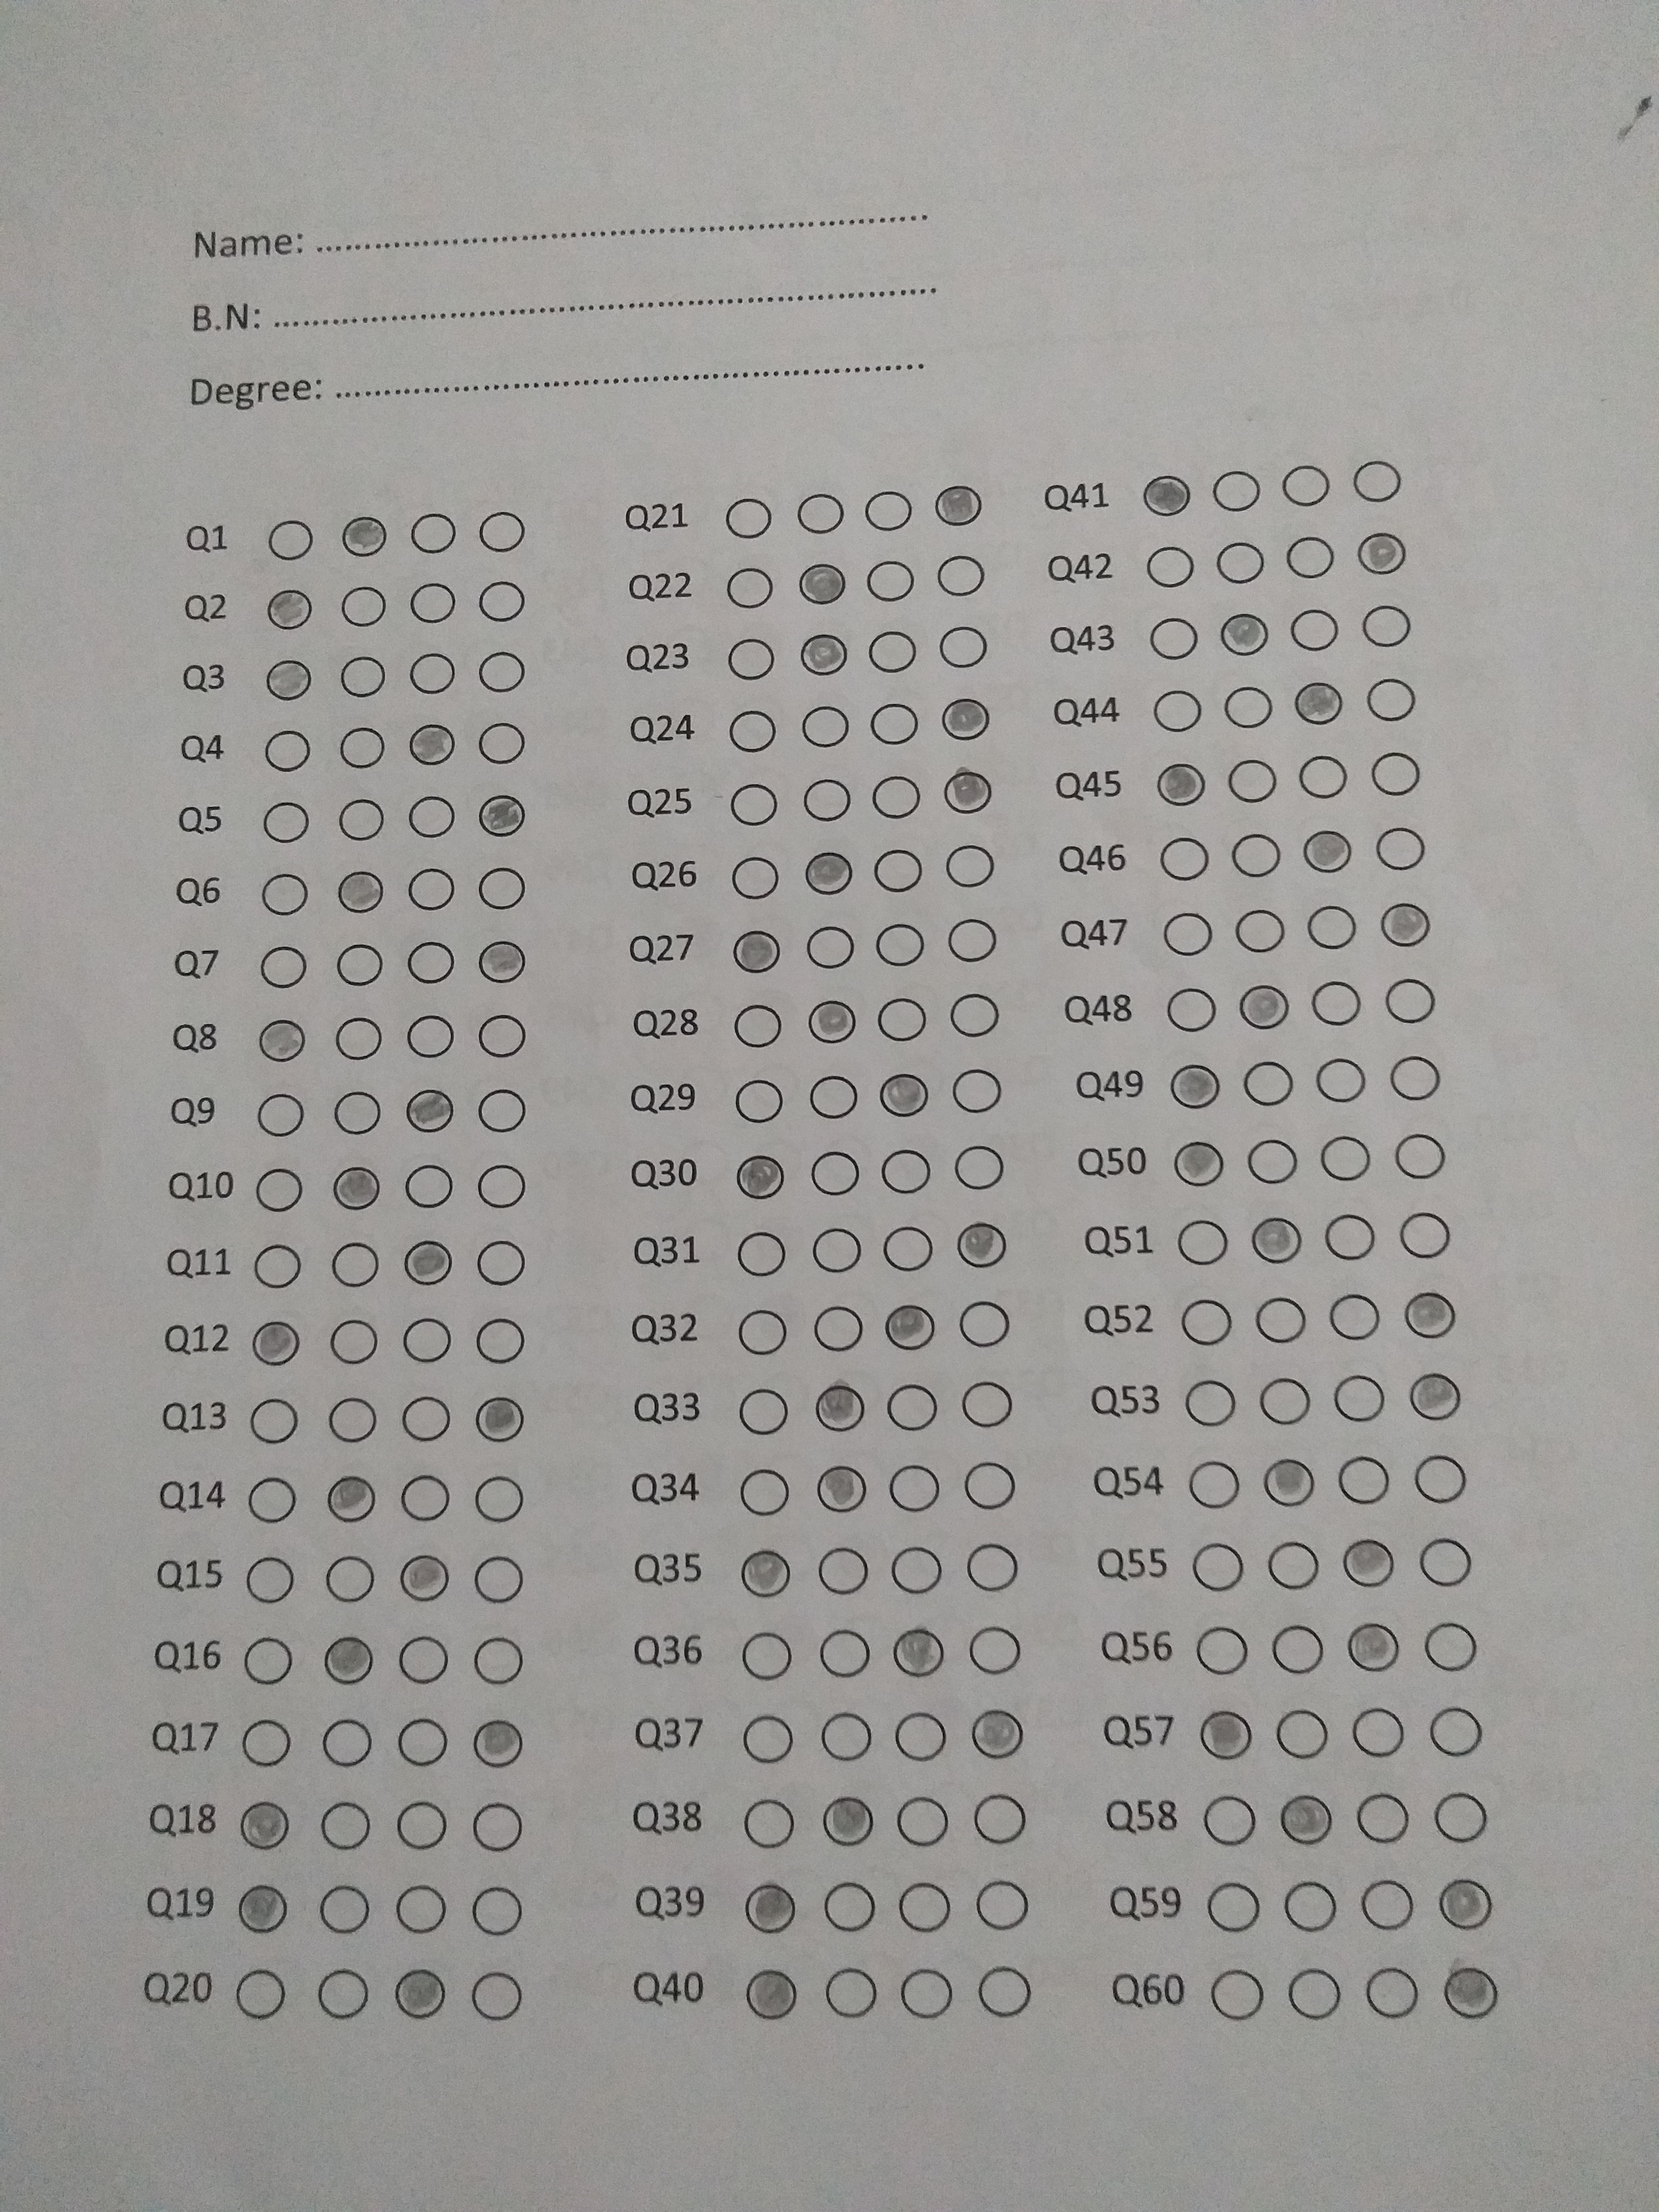 Name: ........................................................
B.N: ............................................................
Degree: ......................................................
Q1
Q2
Q3
Q4
Q5
Q6
Q7
Q8
Q9
Q10
Q11
Q12
Q13
Q14
Q15
Q16
Q17
Q18
Q19
Q20
Q21
Q22
Q23
Q24
Q25
Q26
Q27
Q28
Q29
Q30
Q31
Q32
Q33
Q34
Q35
Q36
Q37
Q38
Q39
Q40
Q41
Q42
Q43
Q44
Q45
Q46
Q47
Q48
Q49
Q50
Q51
Q52
Q53
Q54
Q55
Q56
Q57
Q58
Q59
Q60